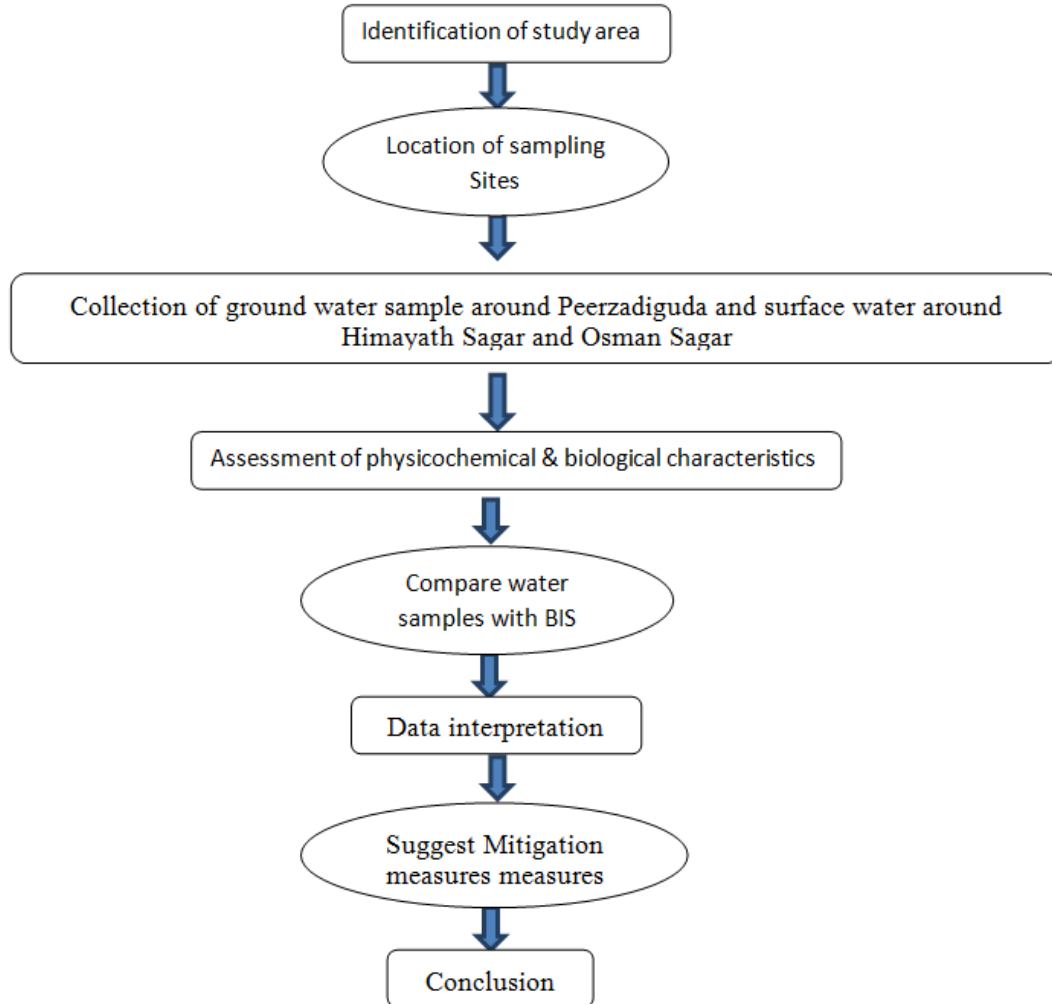 Identification of study area
Location of sampling
Sites
Collection of ground water sample around Peerzadiguda and surface water around
Himayath Sagar and Osman Sagar
Assessment of physicochemical & biological characteristics
Compare water
samples with BIS
Data interpretation
Suggest Mitigation
measures measures
Conclusion